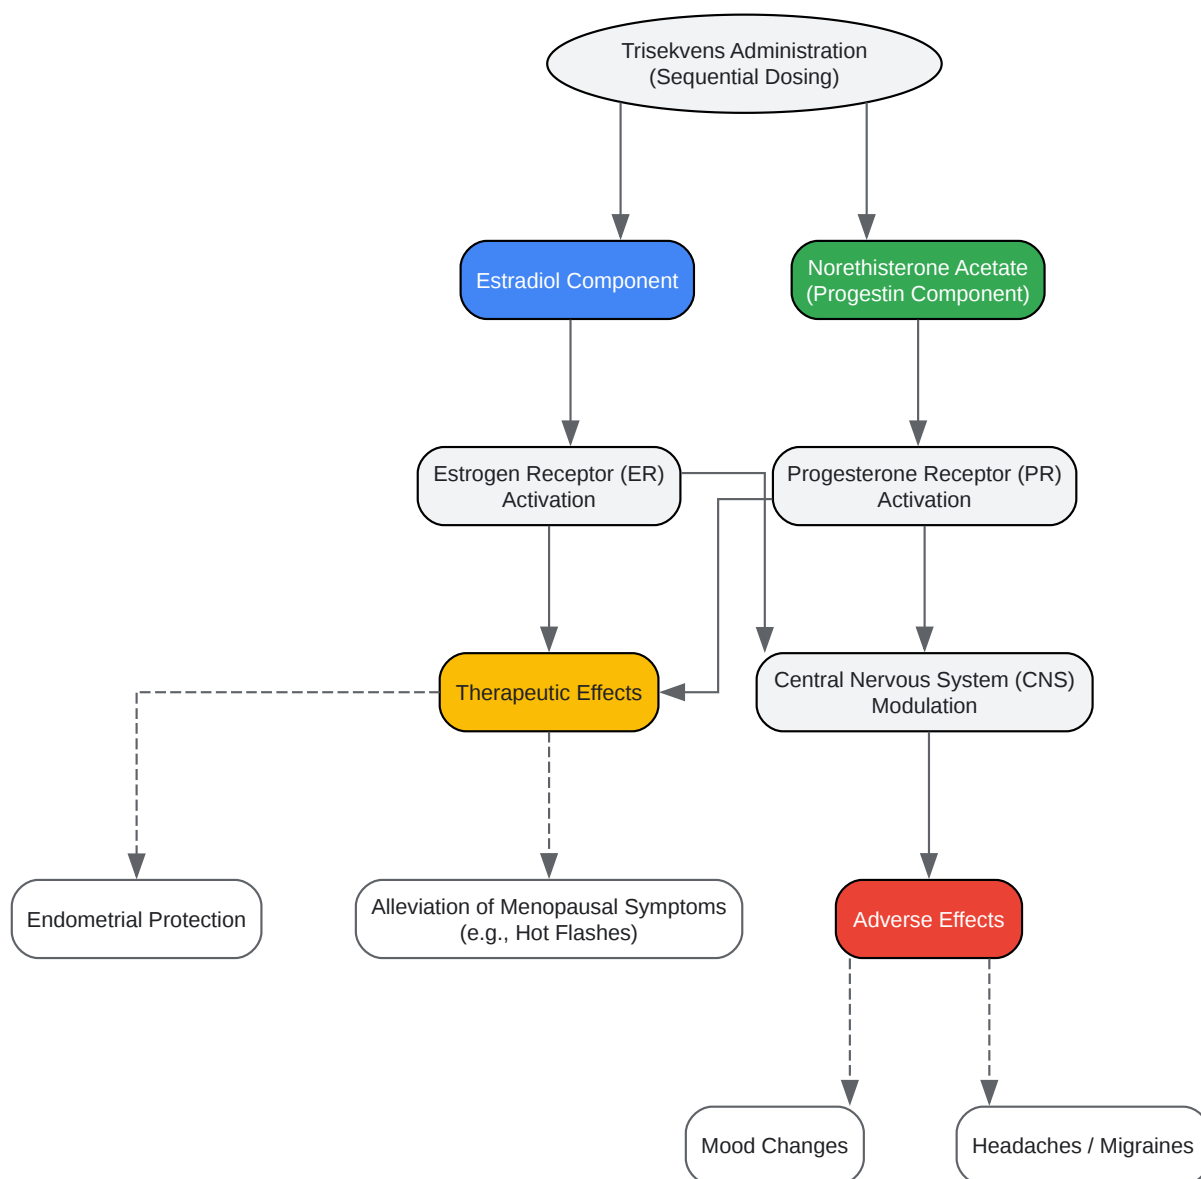 Trisekvens Administration
(Sequential Dosing)
Estradiol Component
Norethisterone Acetate
(Progestin Component)
Estrogen Receptor (ER)
Activation
Progesterone Receptor (PR)
Activation
Therapeutic Effects
Central Nervous System (CNS)
Modulation
Endometrial Protection
Alleviation of Menopausal Symptoms
(e.g., Hot Flashes)
Adverse Effects
Mood Changes
Headaches / Migraines